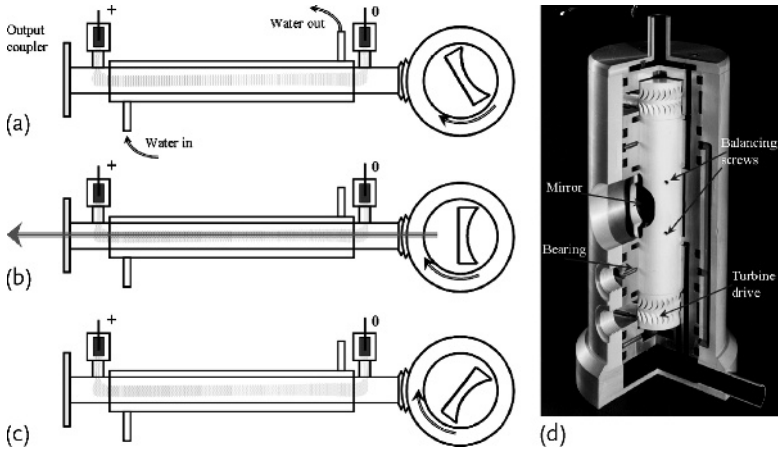 Output
coupler
+
Water out
0
(a)
Water in
+
0
(b)
+
0
(c)
Balancing
screws
Mirror
Bearing
Turbine
drive
(d)